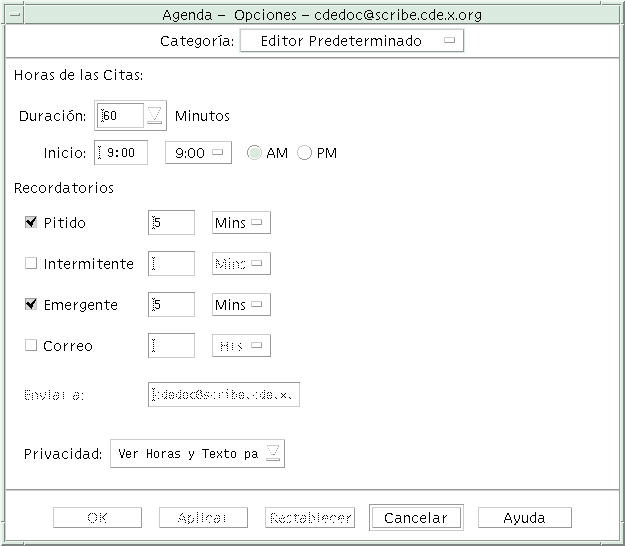 Agenda – Opciones – cdedoc@scribe.cde.x.org
Categoría: Editor Predeterminado
Horas de las Citas:
Duración: 60 Minutos
Inicio: 9:00 9:00 AM PM
Recordatorios
Pitido 5 Mins
Intermitente Mins
Emergente 5 Mins
Correo Hrs
Enviar a: cdedoc@scribe.cde.x.
Privacidad: Ver Horas y Texto pa
OK Aplicar Restablecer Cancelar Ayuda